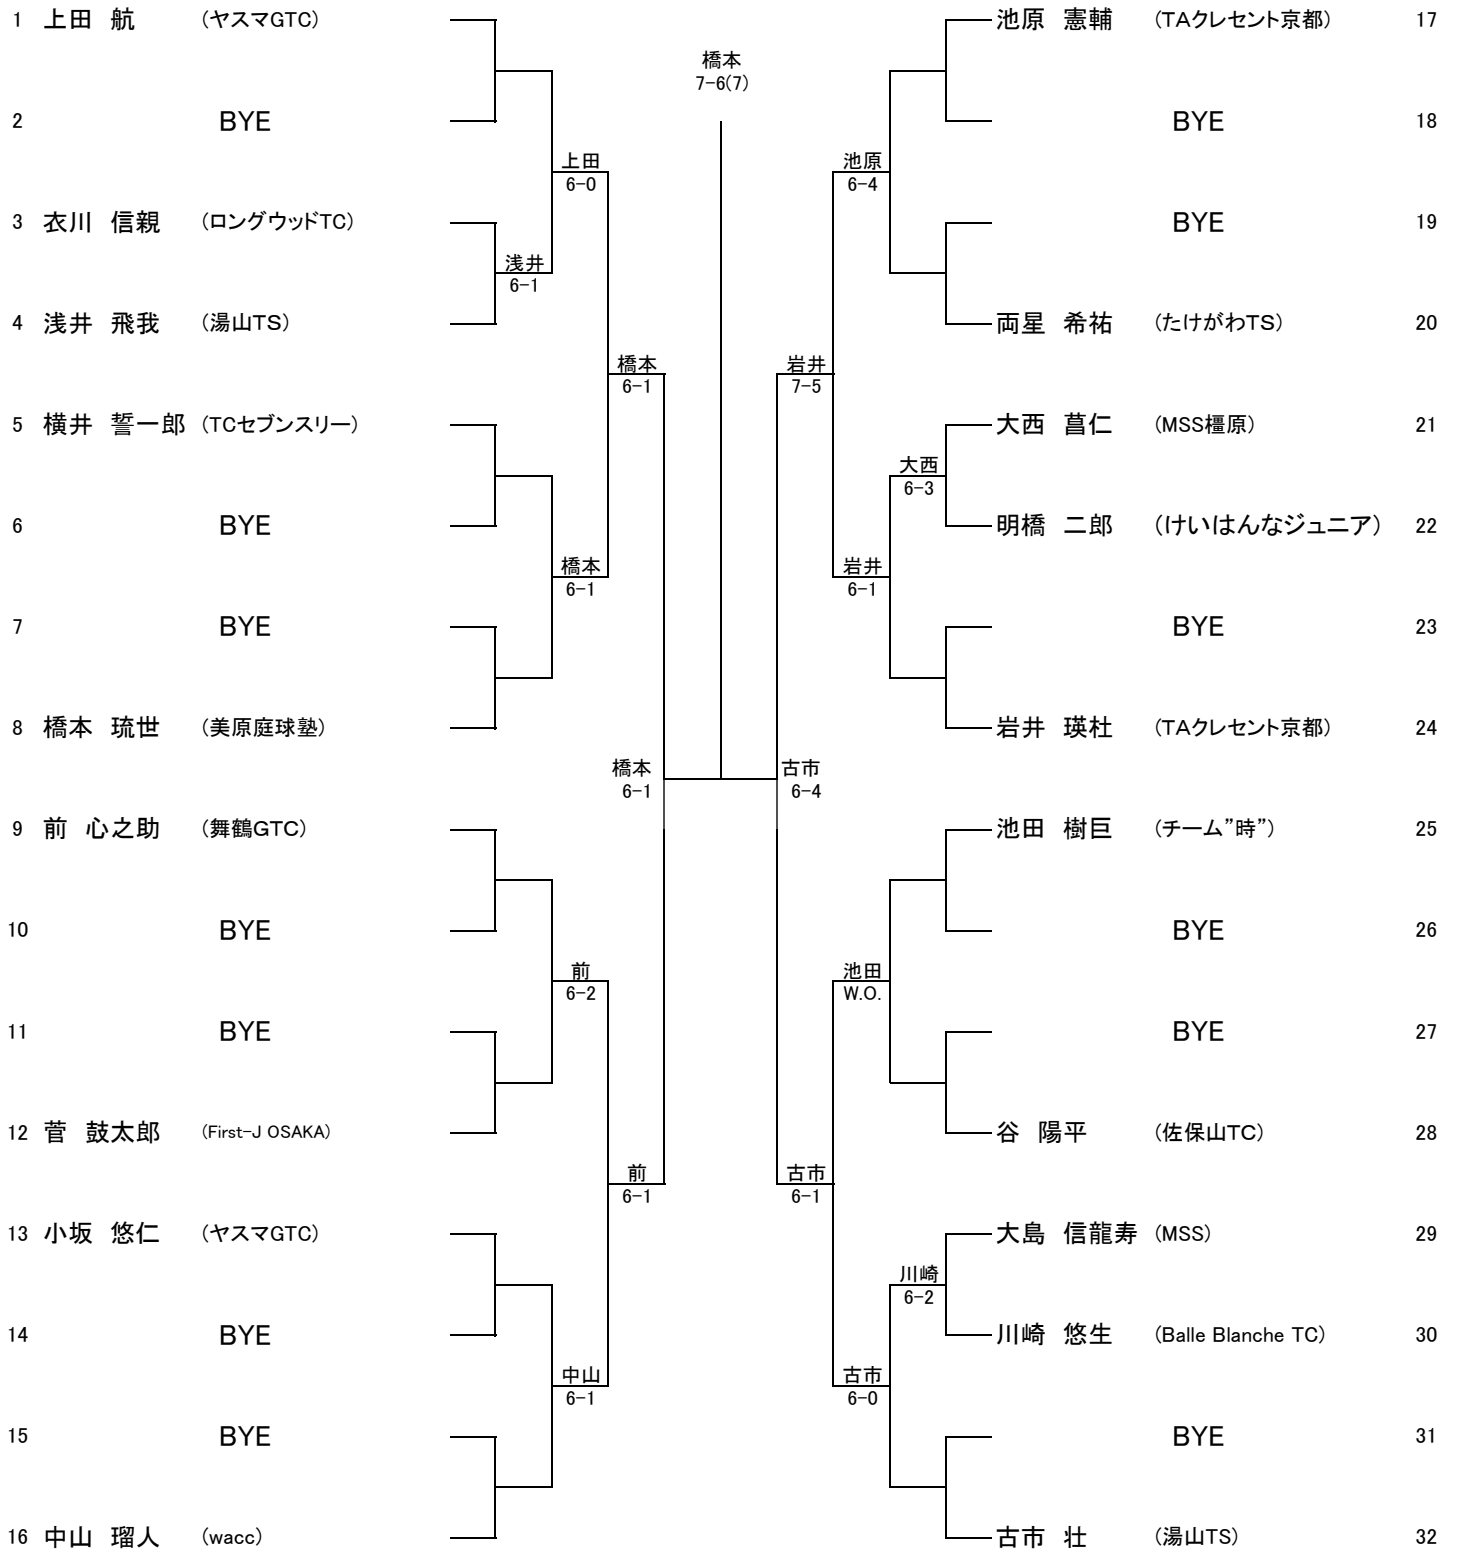 1 上田 航 (ヤスマGTC)
2 BYE
3 衣川 信親 (ロングウッドTC)
4 浅井 飛我 (湯山TS)
5 横井 誓一郎 (TCセブンスリー)
6 BYE
7 BYE
8 橋本 琉世 (美原庭球塾)
9 前 心之助 (舞鶴GTC)
10 BYE
11 BYE
12 菅 鼓太郎 (First-J OSAKA)
13 小坂 悠仁 (ヤスマGTC)
14 BYE
15 BYE
16 中山 瑠人 (wacc)
浅井
6-1
上田
6-0
橋本
6-1
前
6-2
中山
6-1
橋本
6-1
前
6-1
橋本
6-1
橋本
7-6(7)
古市
6-4
岩井
7-5
古市
6-1
池原
6-4
岩井
6-1
池田
W.O.
古市
6-0
大西
6-3
川崎
6-2
池原 憲輔 (TAクレセント京都) 17
BYE 18
BYE 19
両星 希祐 (たけがわTS) 20
大西 菖仁 (MSS橿原) 21
明橋 二郎 (けいはんなジュニア) 22
BYE 23
岩井 瑛杜 (TAクレセント京都) 24
池田 樹巨 (チーム”時”) 25
BYE 26
BYE 27
谷 陽平 (佐保山TC) 28
大島 信龍寿 (MSS) 29
川崎 悠生 (Balle Blanche TC) 30
BYE 31
古市 壮 (湯山TS) 32